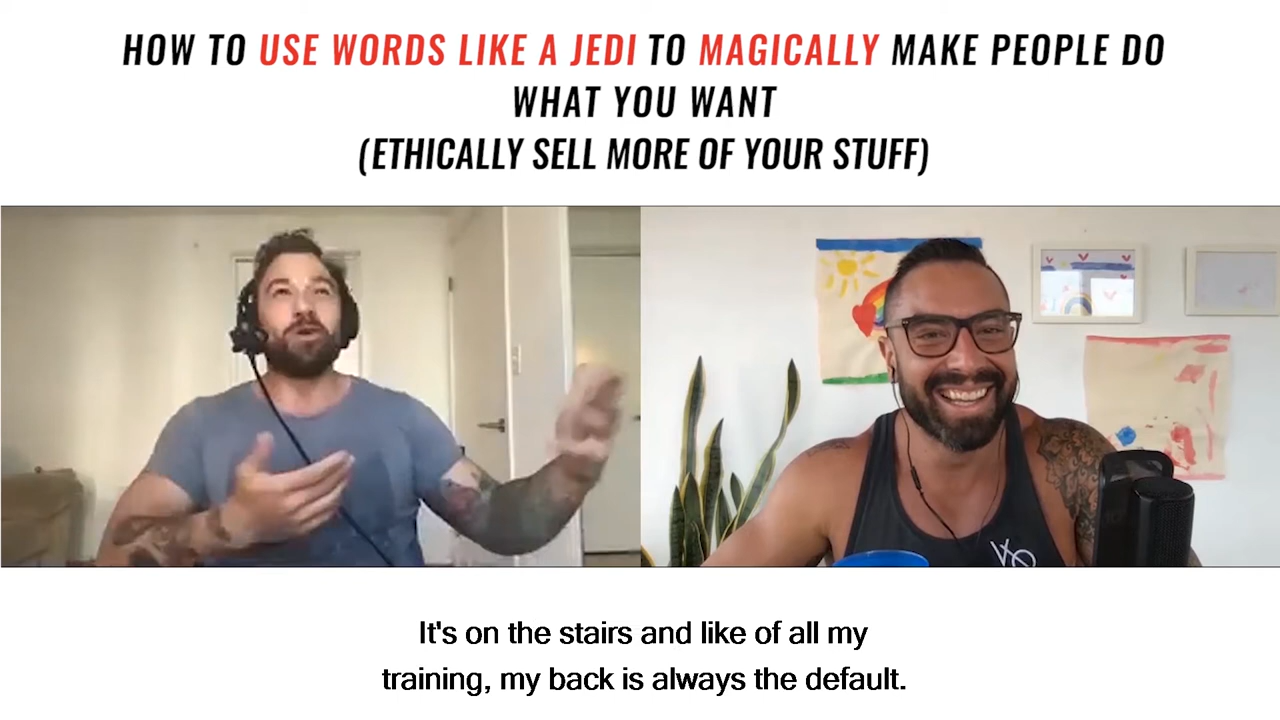 HOW TO USE WORDS LIKE A JEDI TO MAGICALLY MAKE PEOPLE DO
WHAT YOU WANT
(ETHICALLY SELL MORE OF YOUR STUFF)
It's on the stairs and like of all my
training, my back is always the default.